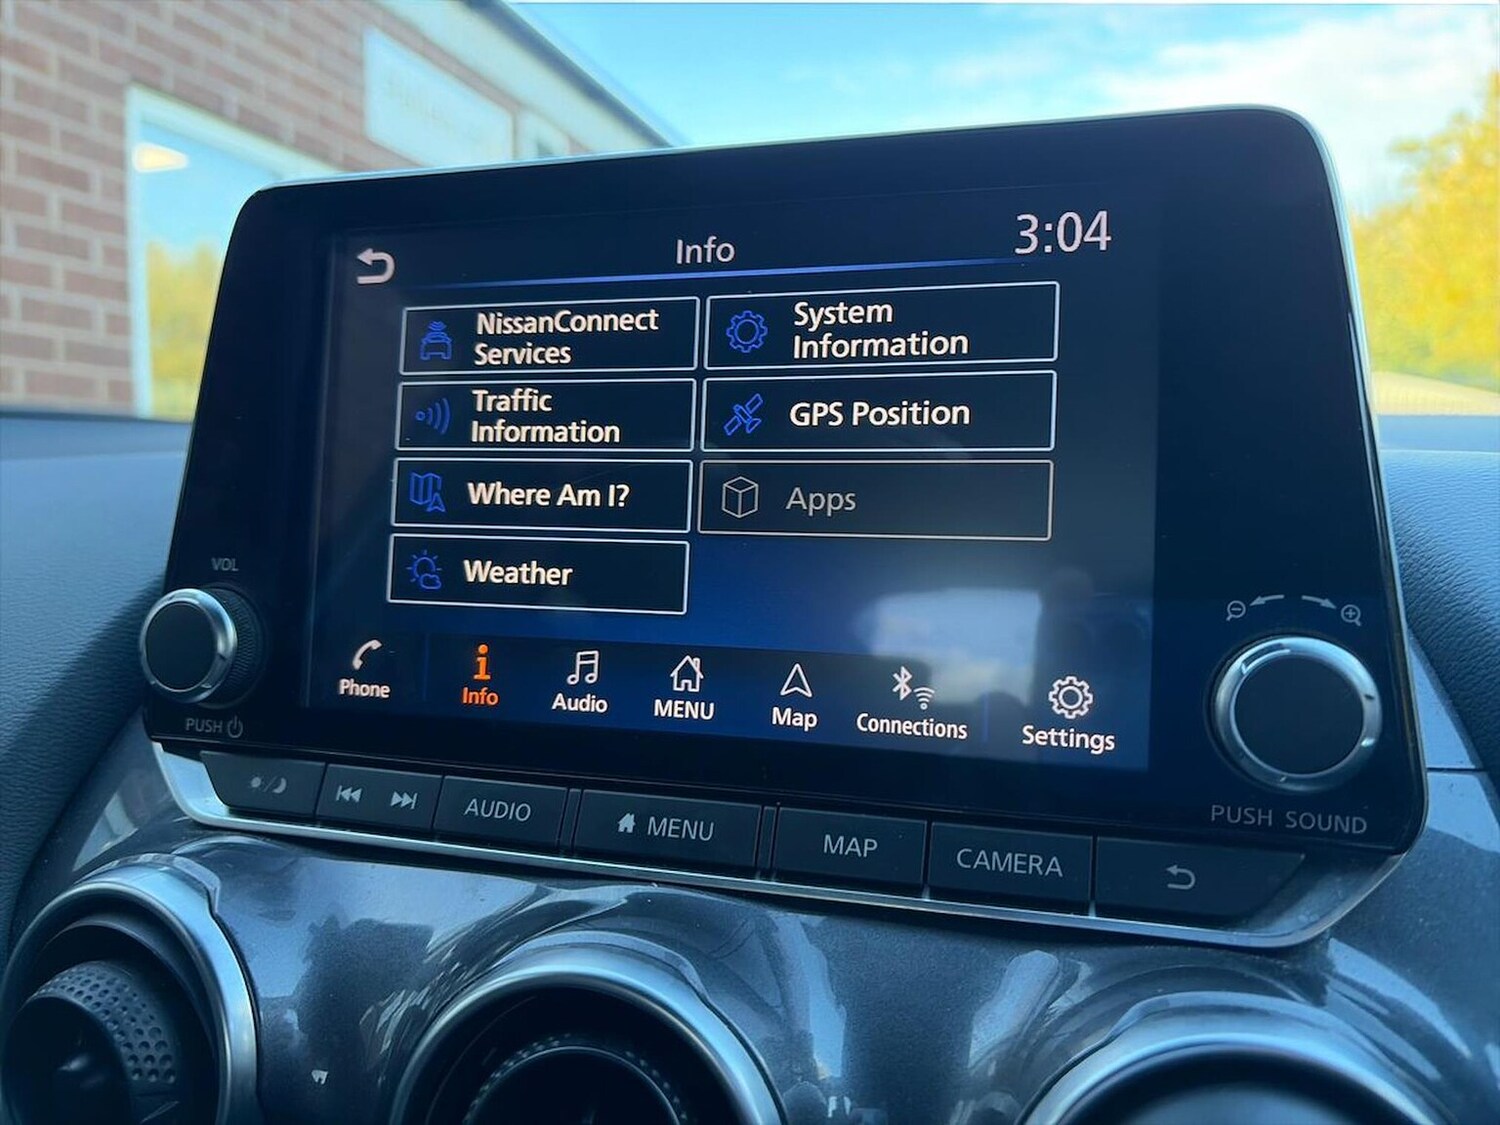 Info
3:04
NissanConnect
Services
System
Information
Traffic
Information
GPS Position
Where Am I?
Apps
Weather
VOL
PUSH
Phone
Info
Audio
MENU
Map
Connections
Settings
PUSH SOUND
AUDIO
MENU
MAP
CAMERA